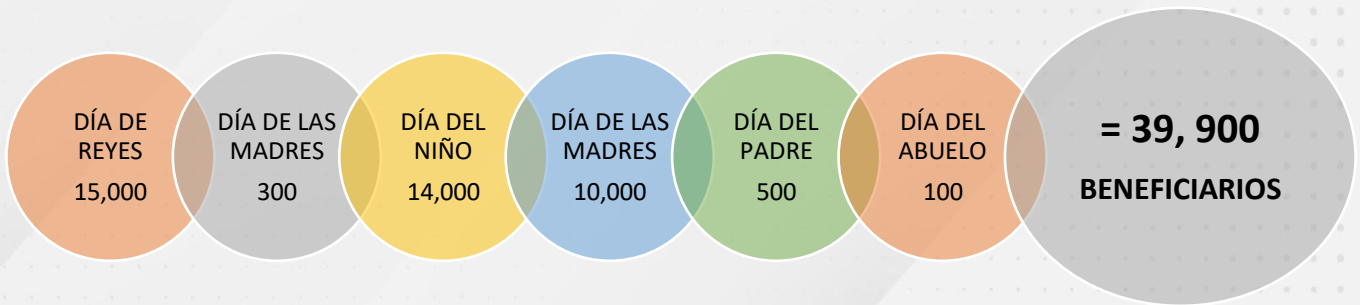 DÍA DE
REYES
15,000
DÍA DE LAS
MADRES
300
DÍA DEL
NIÑO
14,000
DÍA DE LAS
MADRES
10,000
DÍA DEL
PADRE
500
DÍA DEL
ABUELO
100
= 39, 900
BENEFICIARIOS